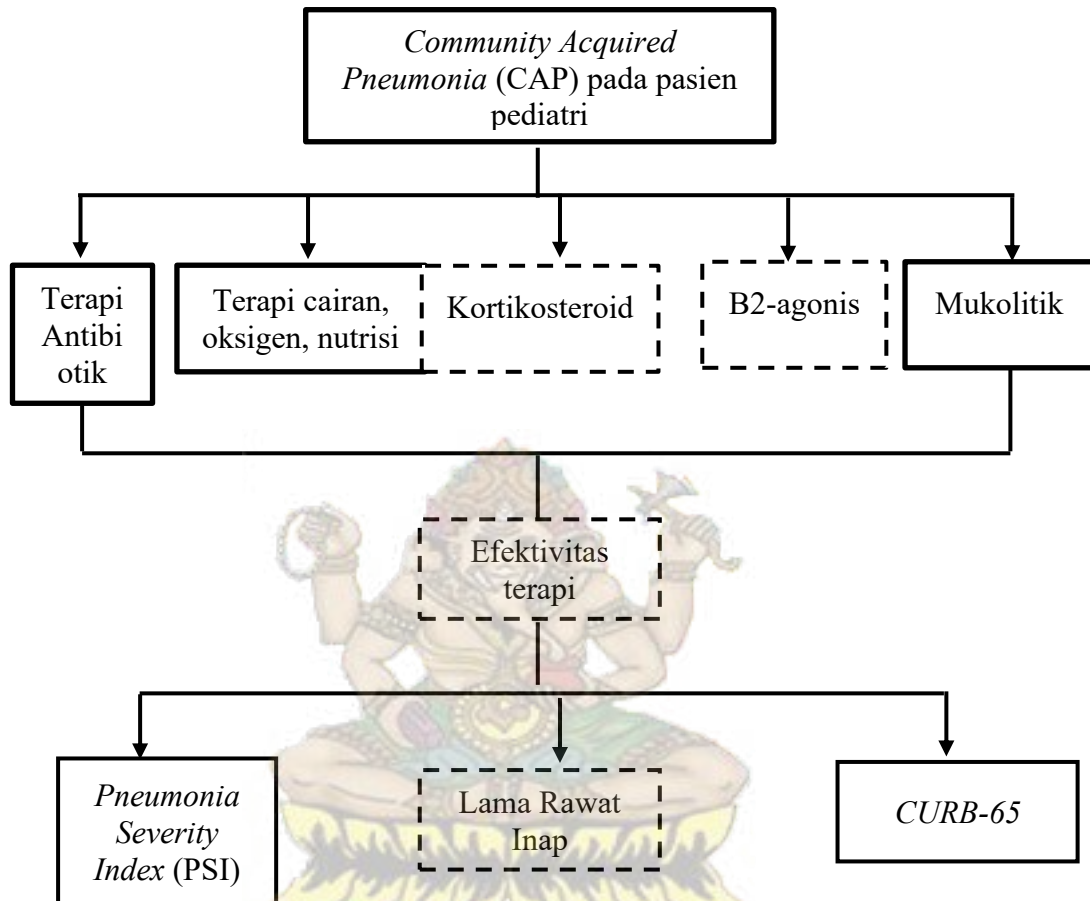 Community Acquired
Pneumonia (CAP) pada pasien
pediatri
Terapi
Antibi
otik
Terapi cairan,
oksigen, nutrisi
Kortikosteroid
B2-agonis
Mukolitik
Efektivitas
terapi
Pneumonia
Severity
Index (PSI)
Lama Rawat
Inap
CURB-65